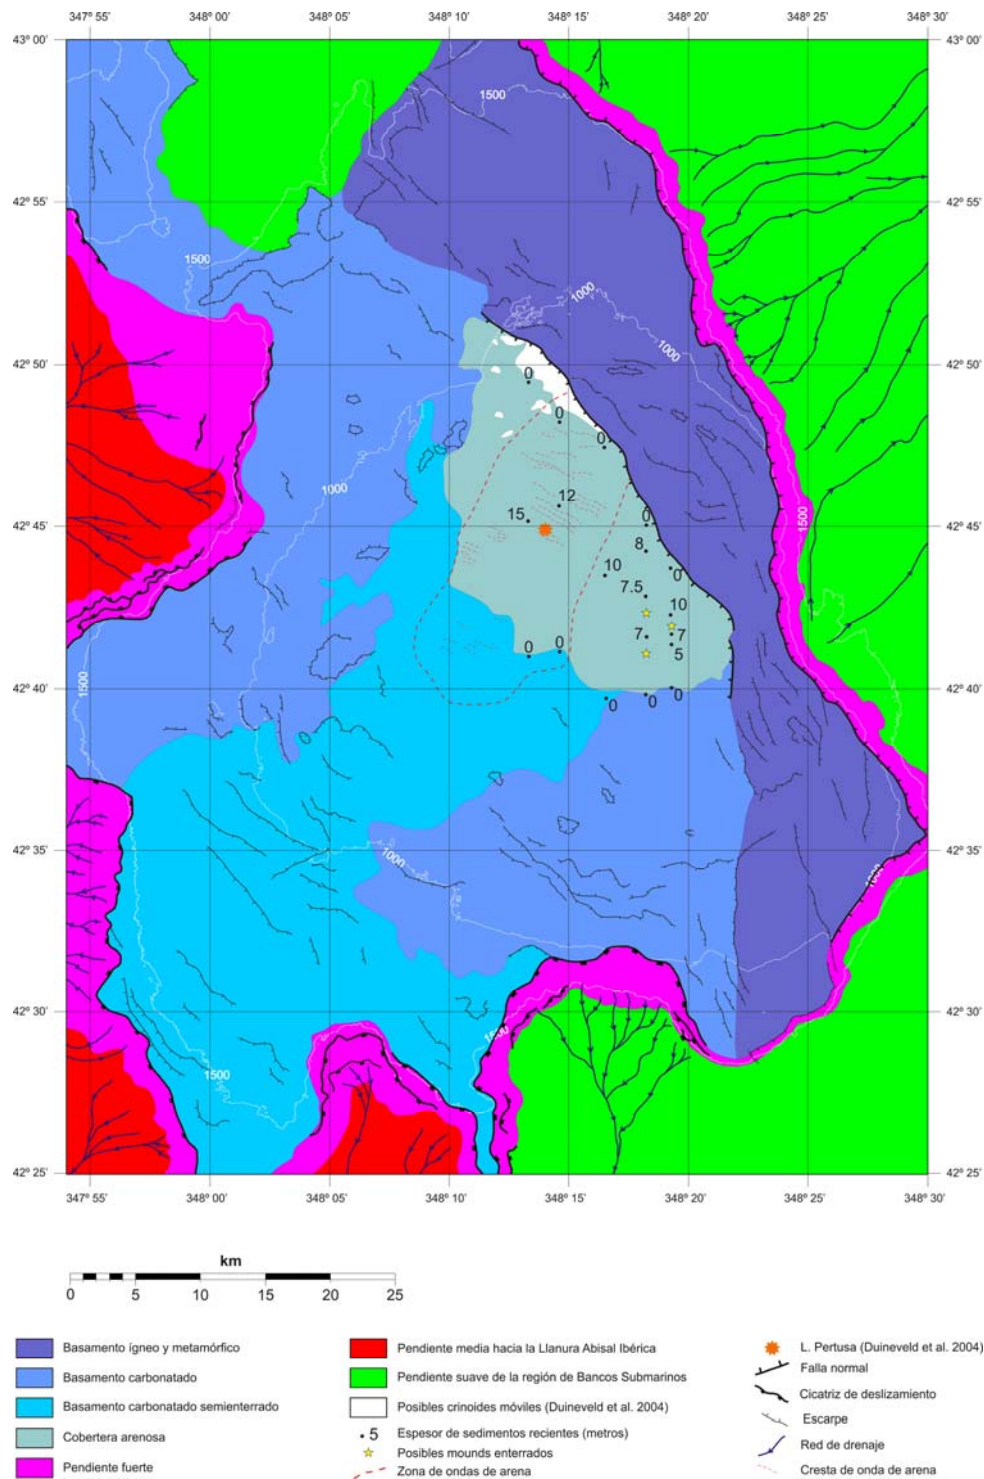 347º 55' 348º 00' 348º 05' 348º 10' 348º 15' 348º 20' 348º 25' 348º 30'
43º 00' 43º 00'
1500 1500
42º 55' 42º 55'
1500
1000
1000
42º 50' 42º 50'
0
0
0
1000
12
15
1500
42º 45' 0 42º 45'
8
10 0
7.5
10
7 7
0 0 5
1500
42º 40' 42º 40'
0 0 0
42º 35' 42º 35'
1000
1000
42º 30' 42º 30'
1500
1500
42º 25' 42º 25'
347º 55' 348º 00' 348º 05' 348º 10' 348º 15' 348º 20' 348º 25' 348º 30'
km
0 5 10 15 20 25
Basamento ígneo y metamórfico
Basamento carbonatado
Basamento carbonatado semienterrado
Cobertera arenosa
Pendiente fuerte
Pendiente media hacia la Llanura Abisal Ibérica
Pendiente suave de la región de Bancos Submarinos
Posibles crinoides móviles (Duineveld et al. 2004)
5 Espesor de sedimentos recientes (metros)
Posibles mounds enterrados
Zona de ondas de arena
L. Pertusa (Duineveld et al. 2004)
Falla normal
Cicatriz de deslizamiento
Escarpe
Red de drenaje
Cresta de onda de arena